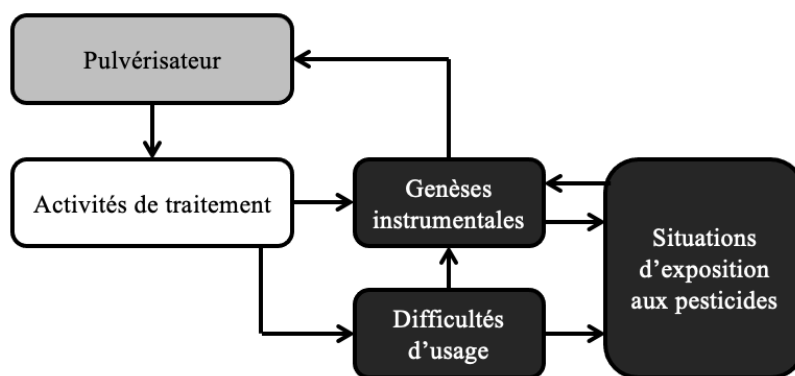 Pulvérisateur
Activités de traitement
Genèses
instrumentales
Situations
d’exposition
aux pesticides
Difficultés
d’usage